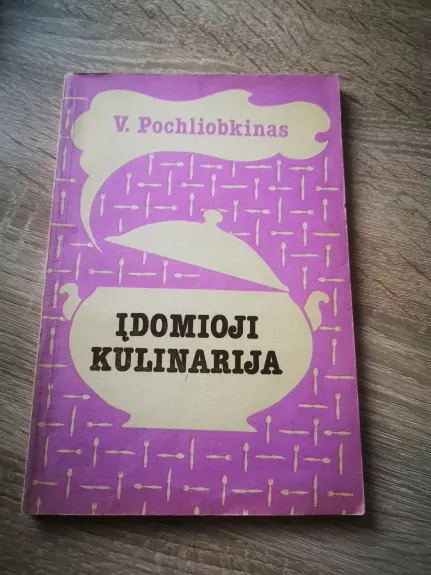 V. Pochliobkinas
ĮDOMIOJI
KULINARIJA